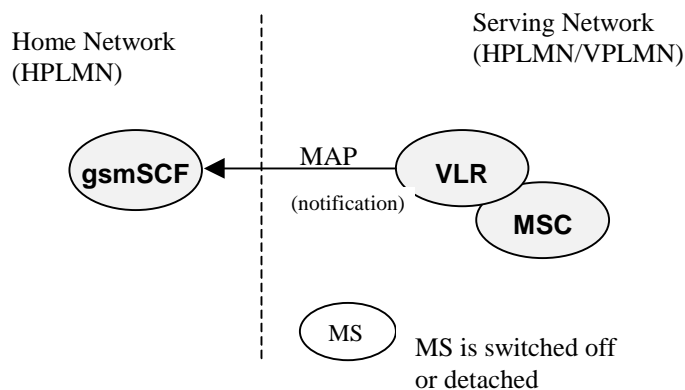 Home Network
(HPLMN)
Serving Network
(HPLMN/VPLMN)
gsmSCF
MAP
(notification)
VLR
MSC
MS
MS is switched off
or detached